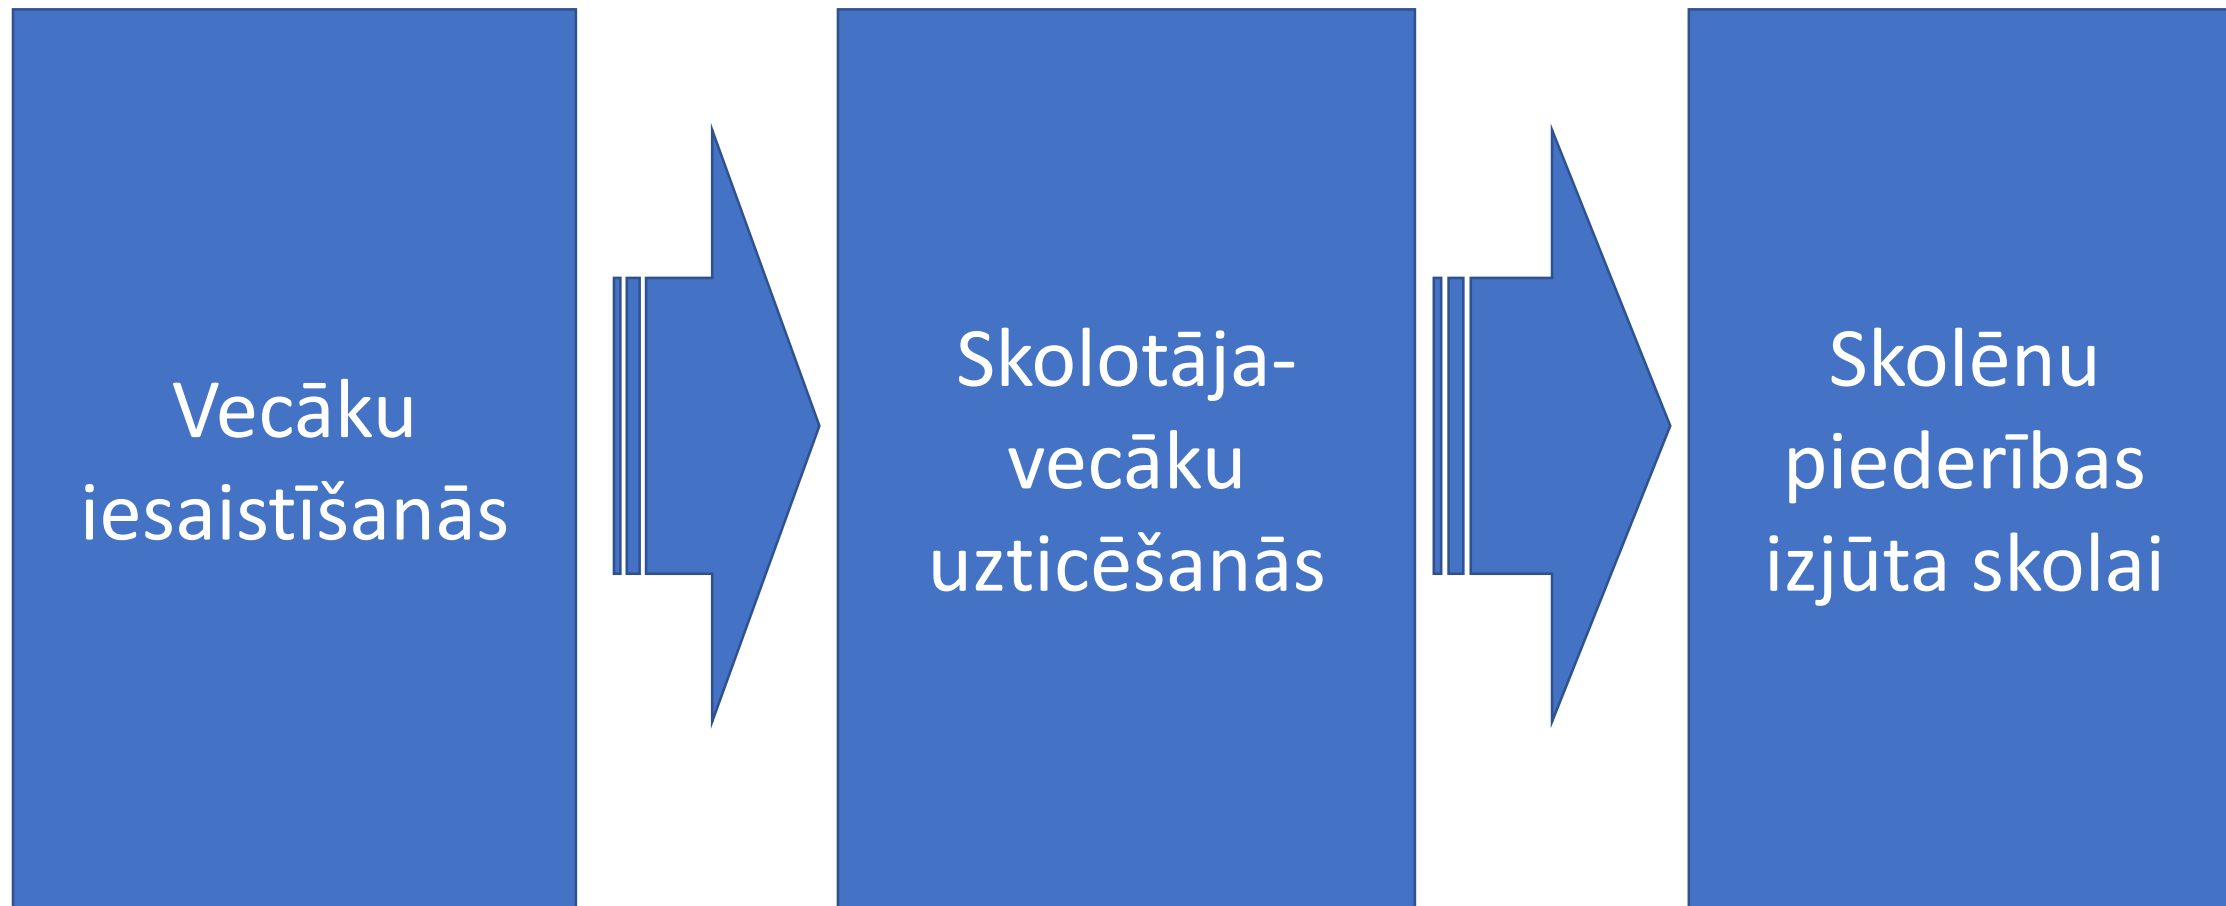 Vecāku
iesaistīšanās
Skolotāja-
vecāku
uzticēšanās
Skolēnu
piederības
izjūta skolai